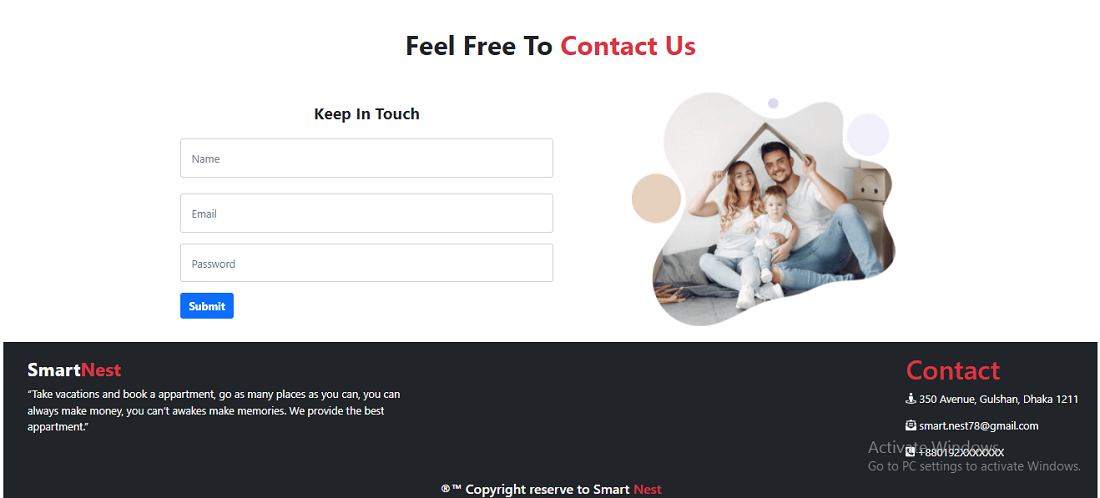 Feel Free To Contact Us
Keep In Touch
Name
Email
Password
Submit
SmartNest
“Take vacations and book a appartment, go as many places as you can, you can
always make money, you can’t awakes make memories. We provide the best
appartment.”
Contact
350 Avenue, Gulshan, Dhaka 1211
smart.nest78@gmail.com
+880192XXXXXXX
Activate Windows
Go to PC settings to activate Windows.
®™ Copyright reserve to Smart Nest